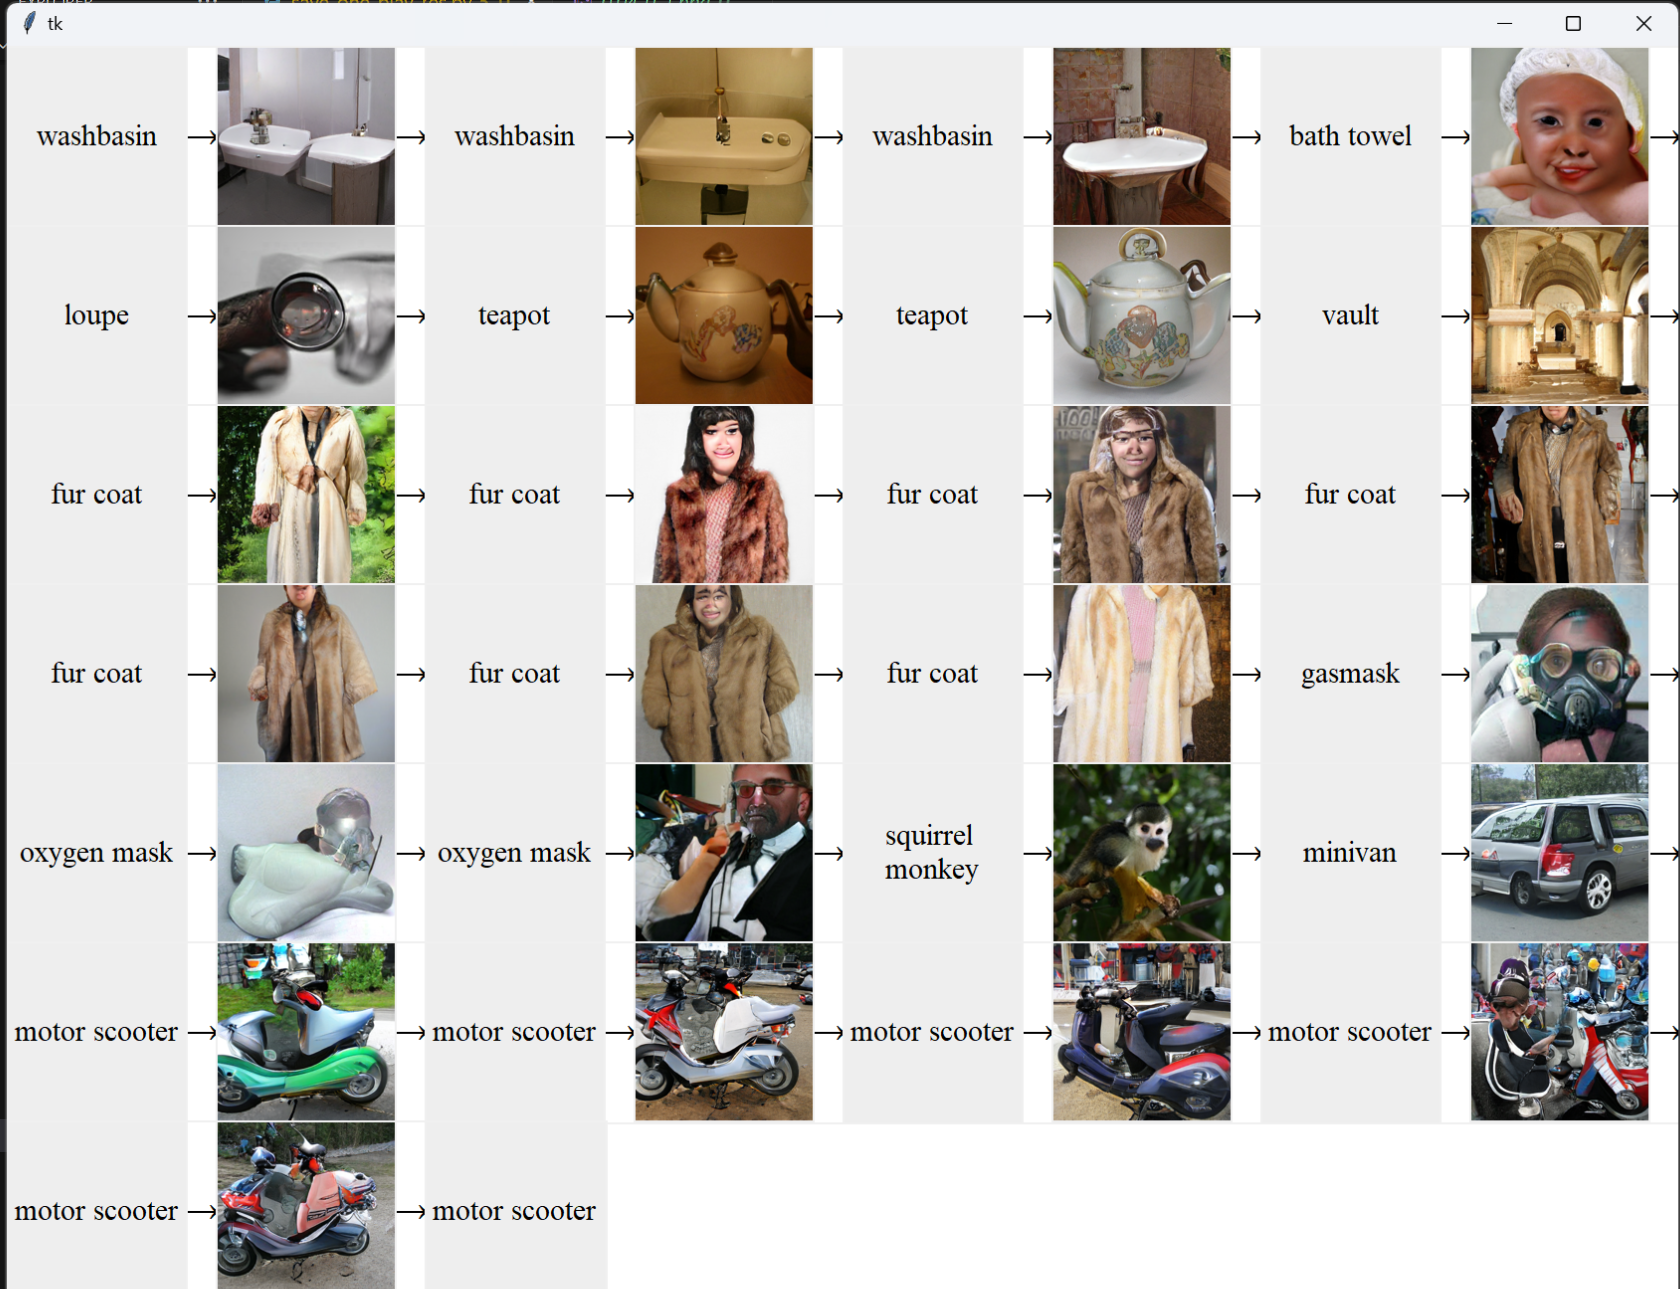 tk
washbasin → washbasin → washbasin → bath towel →
loupe → teapot → teapot → vault →
fur coat → fur coat → fur coat → fur coat →
fur coat → fur coat → fur coat → gasmask →
oxygen mask → oxygen mask → squirrel monkey → minivan →
motor scooter → motor scooter → motor scooter → motor scooter →
motor scooter → motor scooter